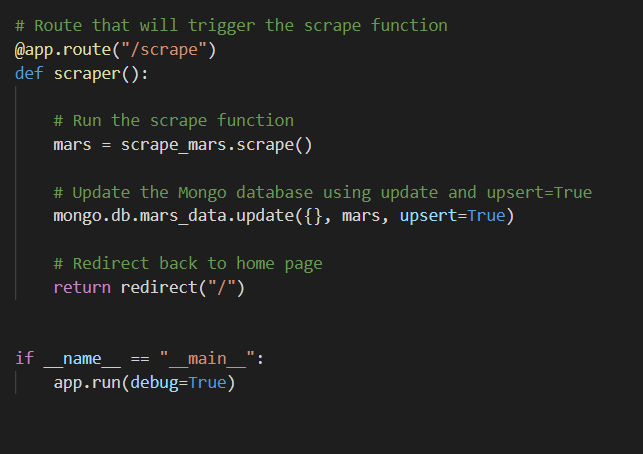 # Route that will trigger the scrape function
@app.route("/scrape")
def scraper():
# Run the scrape function
mars = scrape_mars.scrape()
# Update the Mongo database using update and upsert=True
mongo.db.mars_data.update({}, mars, upsert=True)
# Redirect back to home page
return redirect("/")
if __name__ == "__main__":
app.run(debug=True)